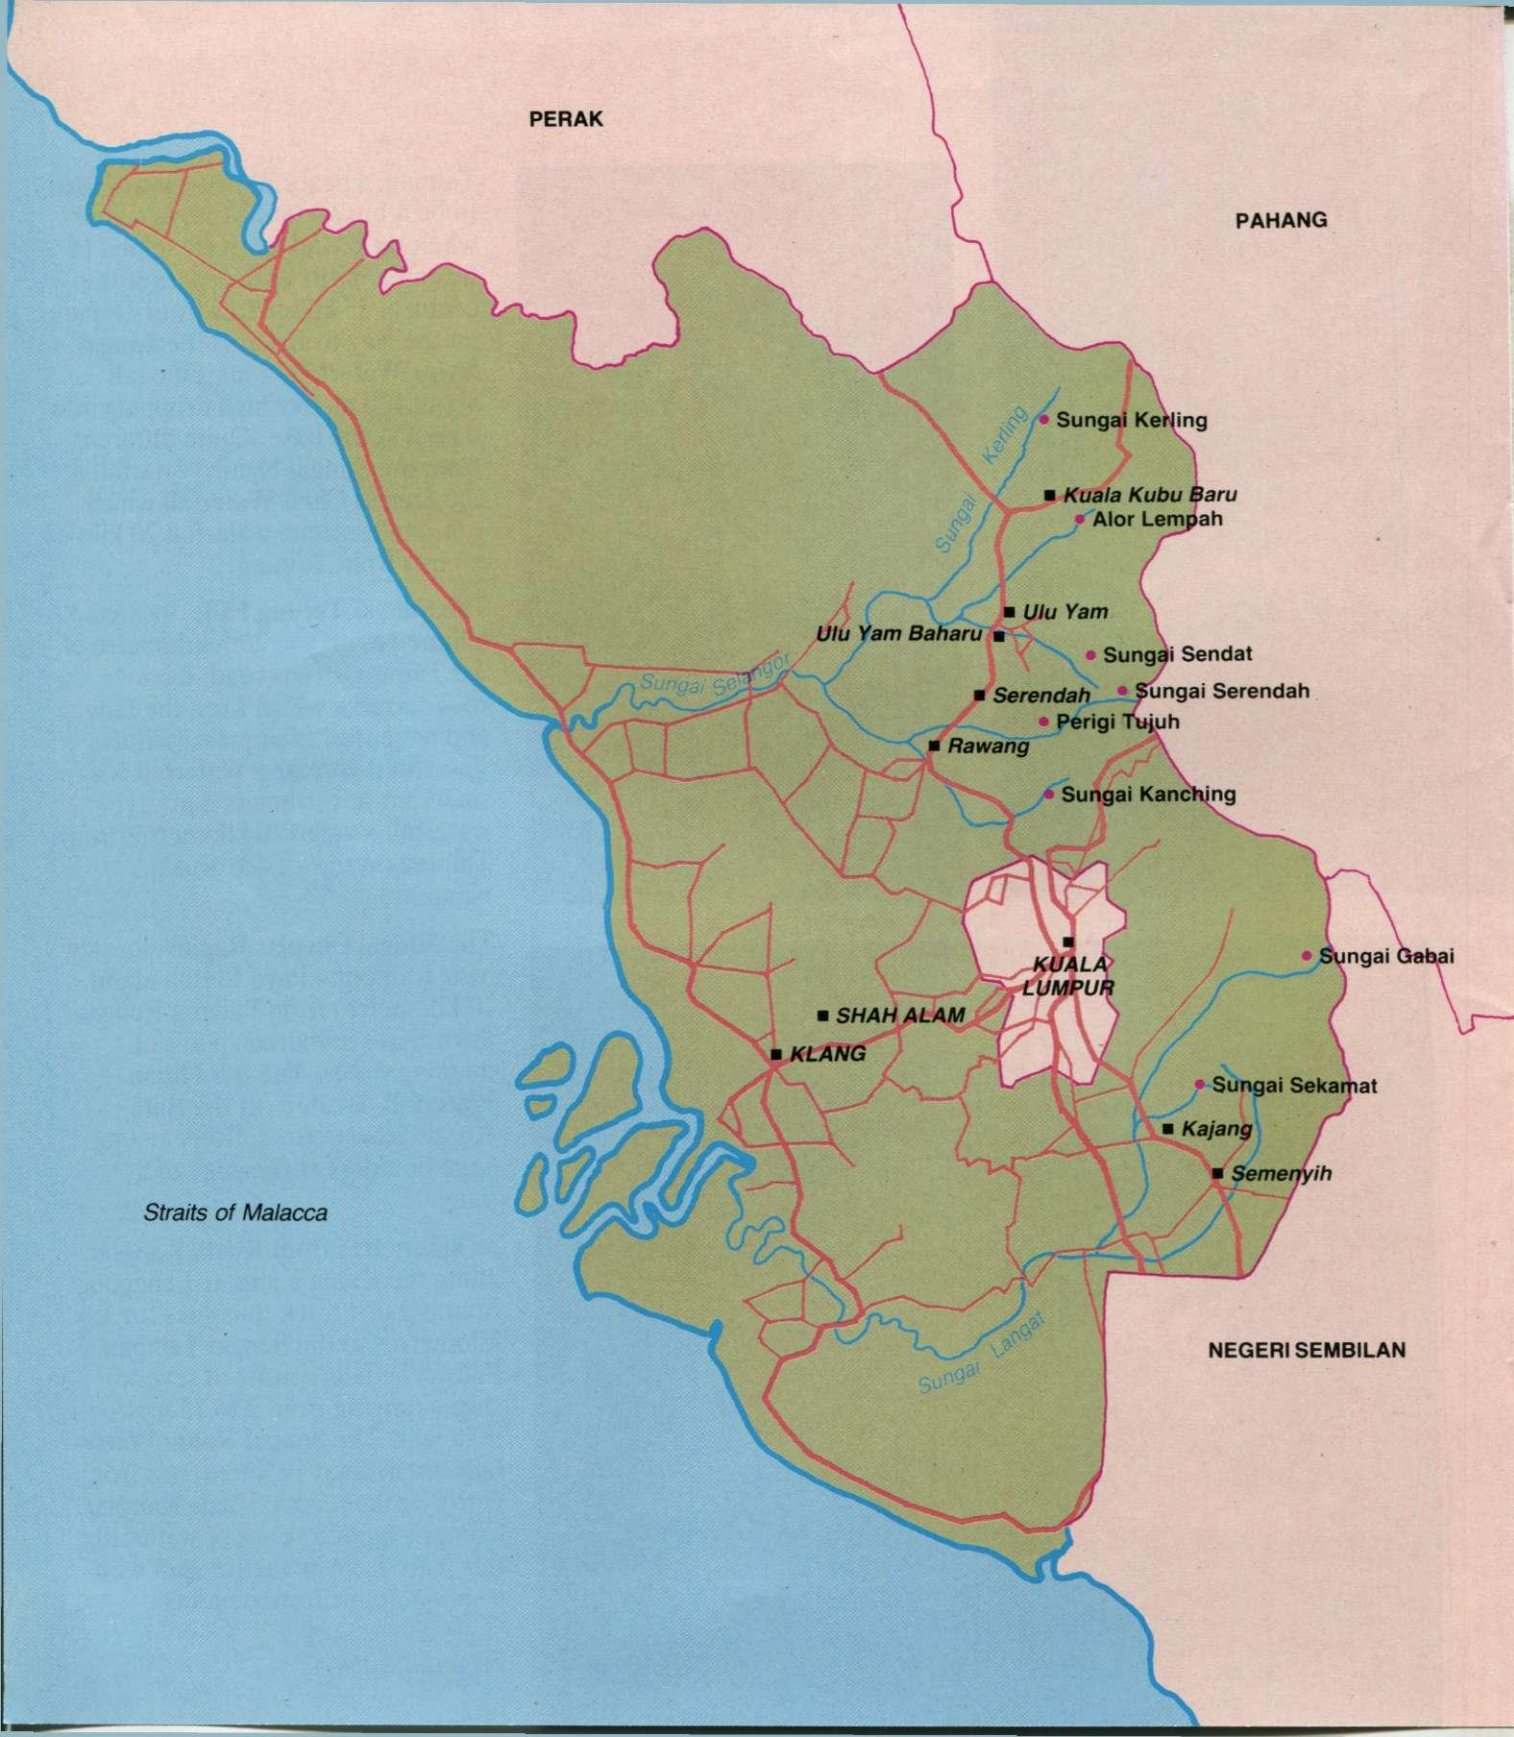 PERAK
PAHANG
Sungai Kerling
Sungai Kerling
Kuala Kubu Baru
Alor Lempah
Ulu Yam
Ulu Yam Baharu
Sungai Sendat
Sungai Selangor
Sungai Serendah
Serendah
Perigi Tujuh
Rawang
Sungai Kanching
KUALA
LUMPUR
Sungai Gabai
SHAH ALAM
KLANG
Sungai Sekamat
Kajang
Semenyih
Straits of Malacca
Sungai Langat
NEGERI SEMBILAN